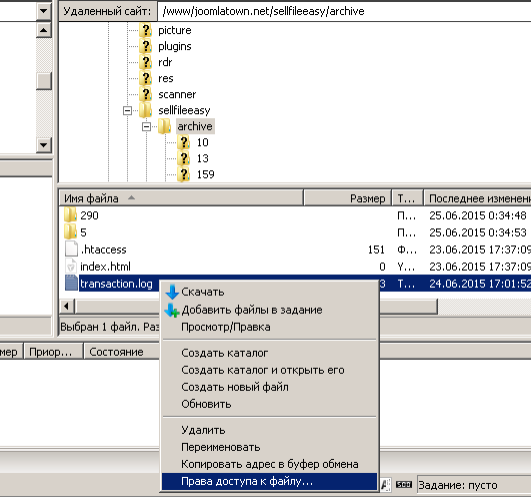 Удаленный сайт: /www/joomlatown.net/sellfileeasy/archive
picture
plugins
rdr
res
scanner
sellfileeasy
archive
10
13
159
Имя файла Размер Т... Последнее изменени
290 П... 25.06.2015 0:34:48
5 П... 25.06.2015 0:34:53
.htaccess 151 Ф... 23.06.2015 17:37:09
index.html 0 Y... 23.06.2015 17:37:09
transaction.log 3 Т... 24.06.2015 17:01:52
Выбран 1 файл. Раз
мер Приор... Состояние
Скачать
Добавить файлы в задание
Просмотр/Правка
Создать каталог
Создать каталог и открыть его
Создать новый файл
Обновить
Удалить
Переименовать
Копировать адрес в буфер обмена
Права доступа к файлу...
Задание: пусто